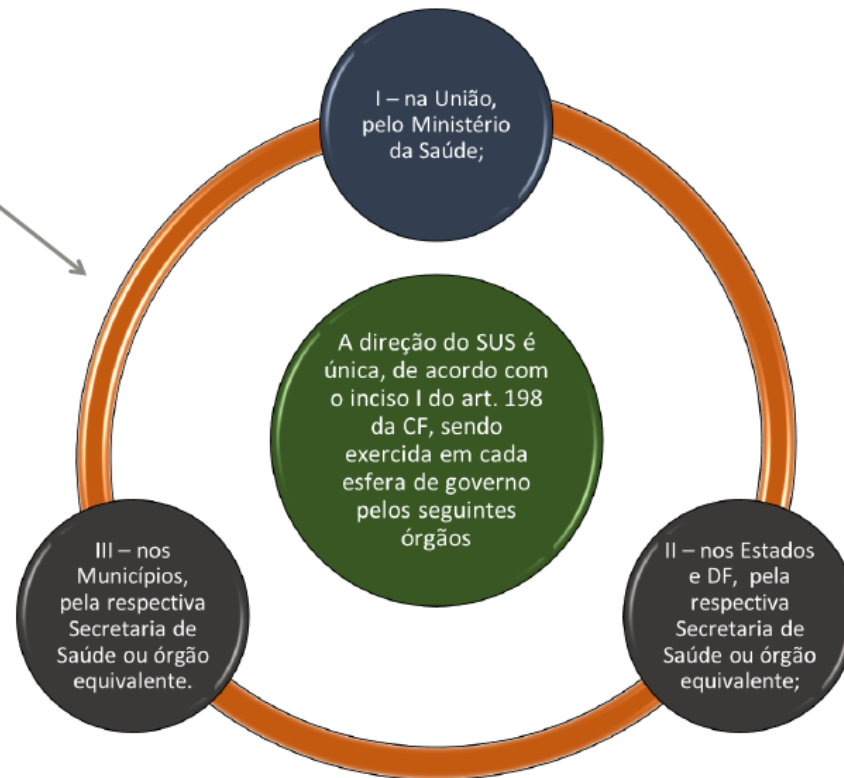 I – na União,
pelo Ministério
da Saúde;
A direção do SUS é
única, de acordo com
o inciso I do art. 198
da CF, sendo
exercida em cada
esfera de governo
pelos seguintes
órgãos
II – nos Estados
e DF, pela
respectiva
Secretaria de
Saúde ou órgão
equivalente;
III – nos
Municípios,
pela respectiva
Secretaria de
Saúde ou órgão
equivalente.